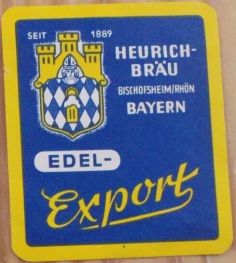 SEIT 1889
HEURICH-
BRÄU
BISCHOFSHEIM/RHÖN
BAYERN
EDEL-
Export